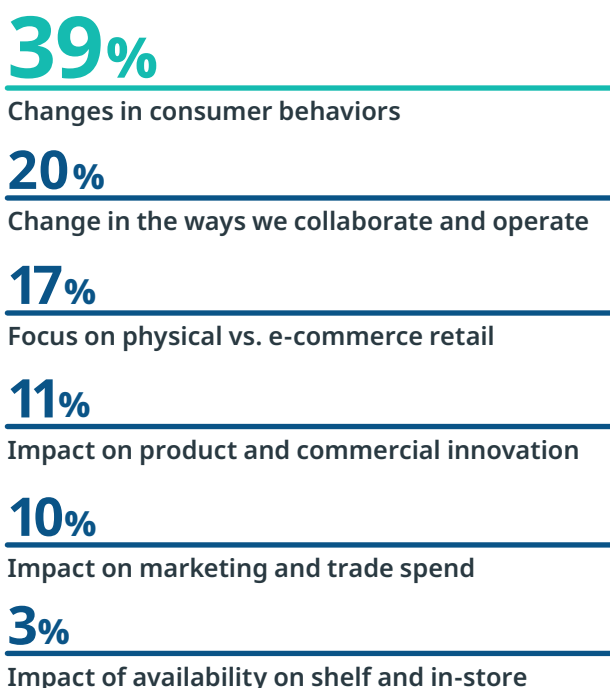 39%
Changes in consumer behaviors
20%
Change in the ways we collaborate and operate
17%
Focus on physical vs. e-commerce retail
11%
Impact on product and commercial innovation
10%
Impact on marketing and trade spend
3%
Impact of availability on shelf and in-store